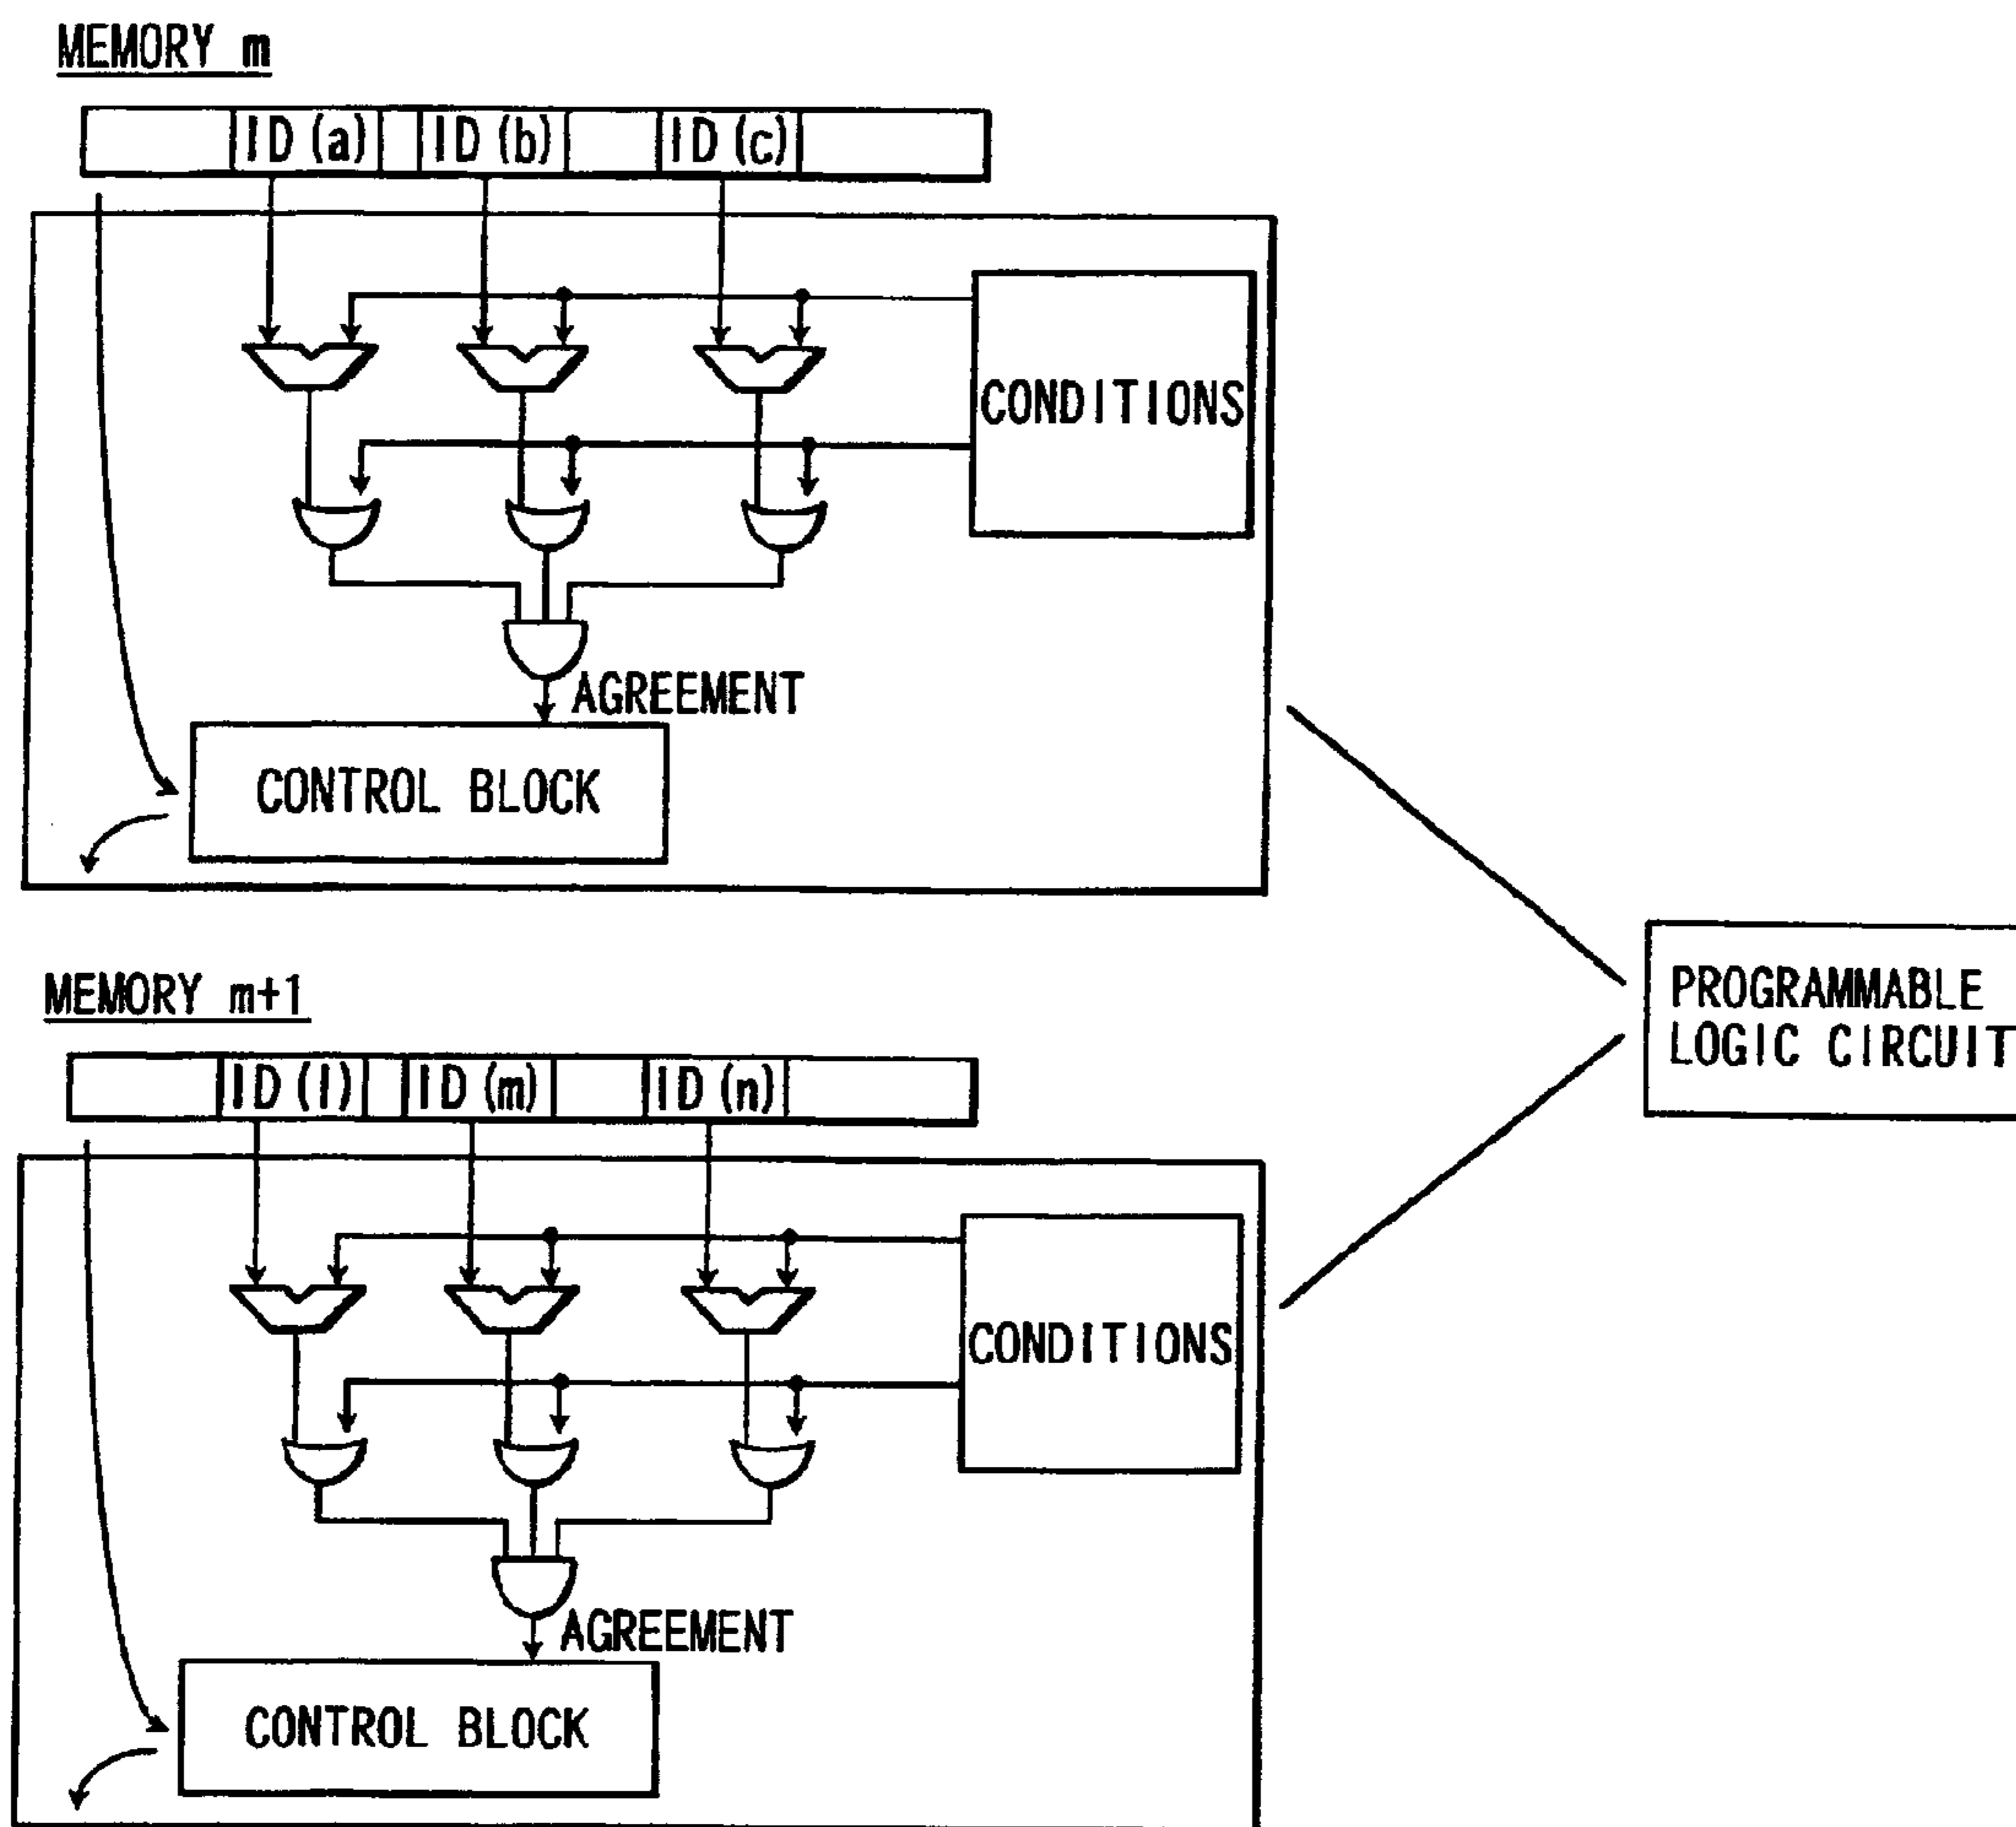 MEMORY m
ID(a) ID(b) ID(c)
CONDITIONS
AGREEMENT
CONTROL BLOCK
PROGRAMMABLE
LOGIC CIRCUIT
MEMORY m+1
ID(l) ID(m) ID(n)
CONDITIONS
AGREEMENT
CONTROL BLOCK